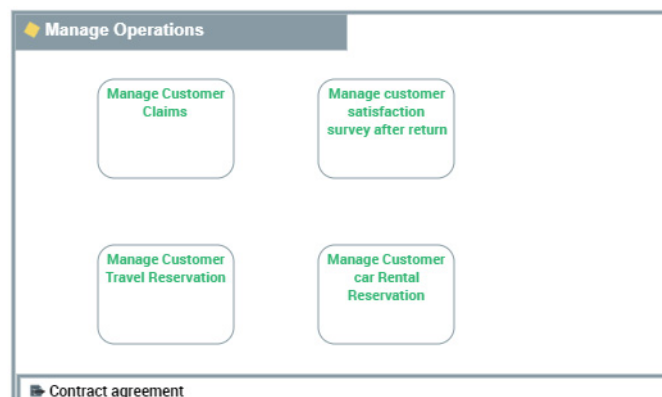 Manage Operations
Manage Customer
Claims
Manage customer
satisfaction
survey after return
Manage Customer
Travel Reservation
Manage Customer
car Rental
Reservation
Contract agreement